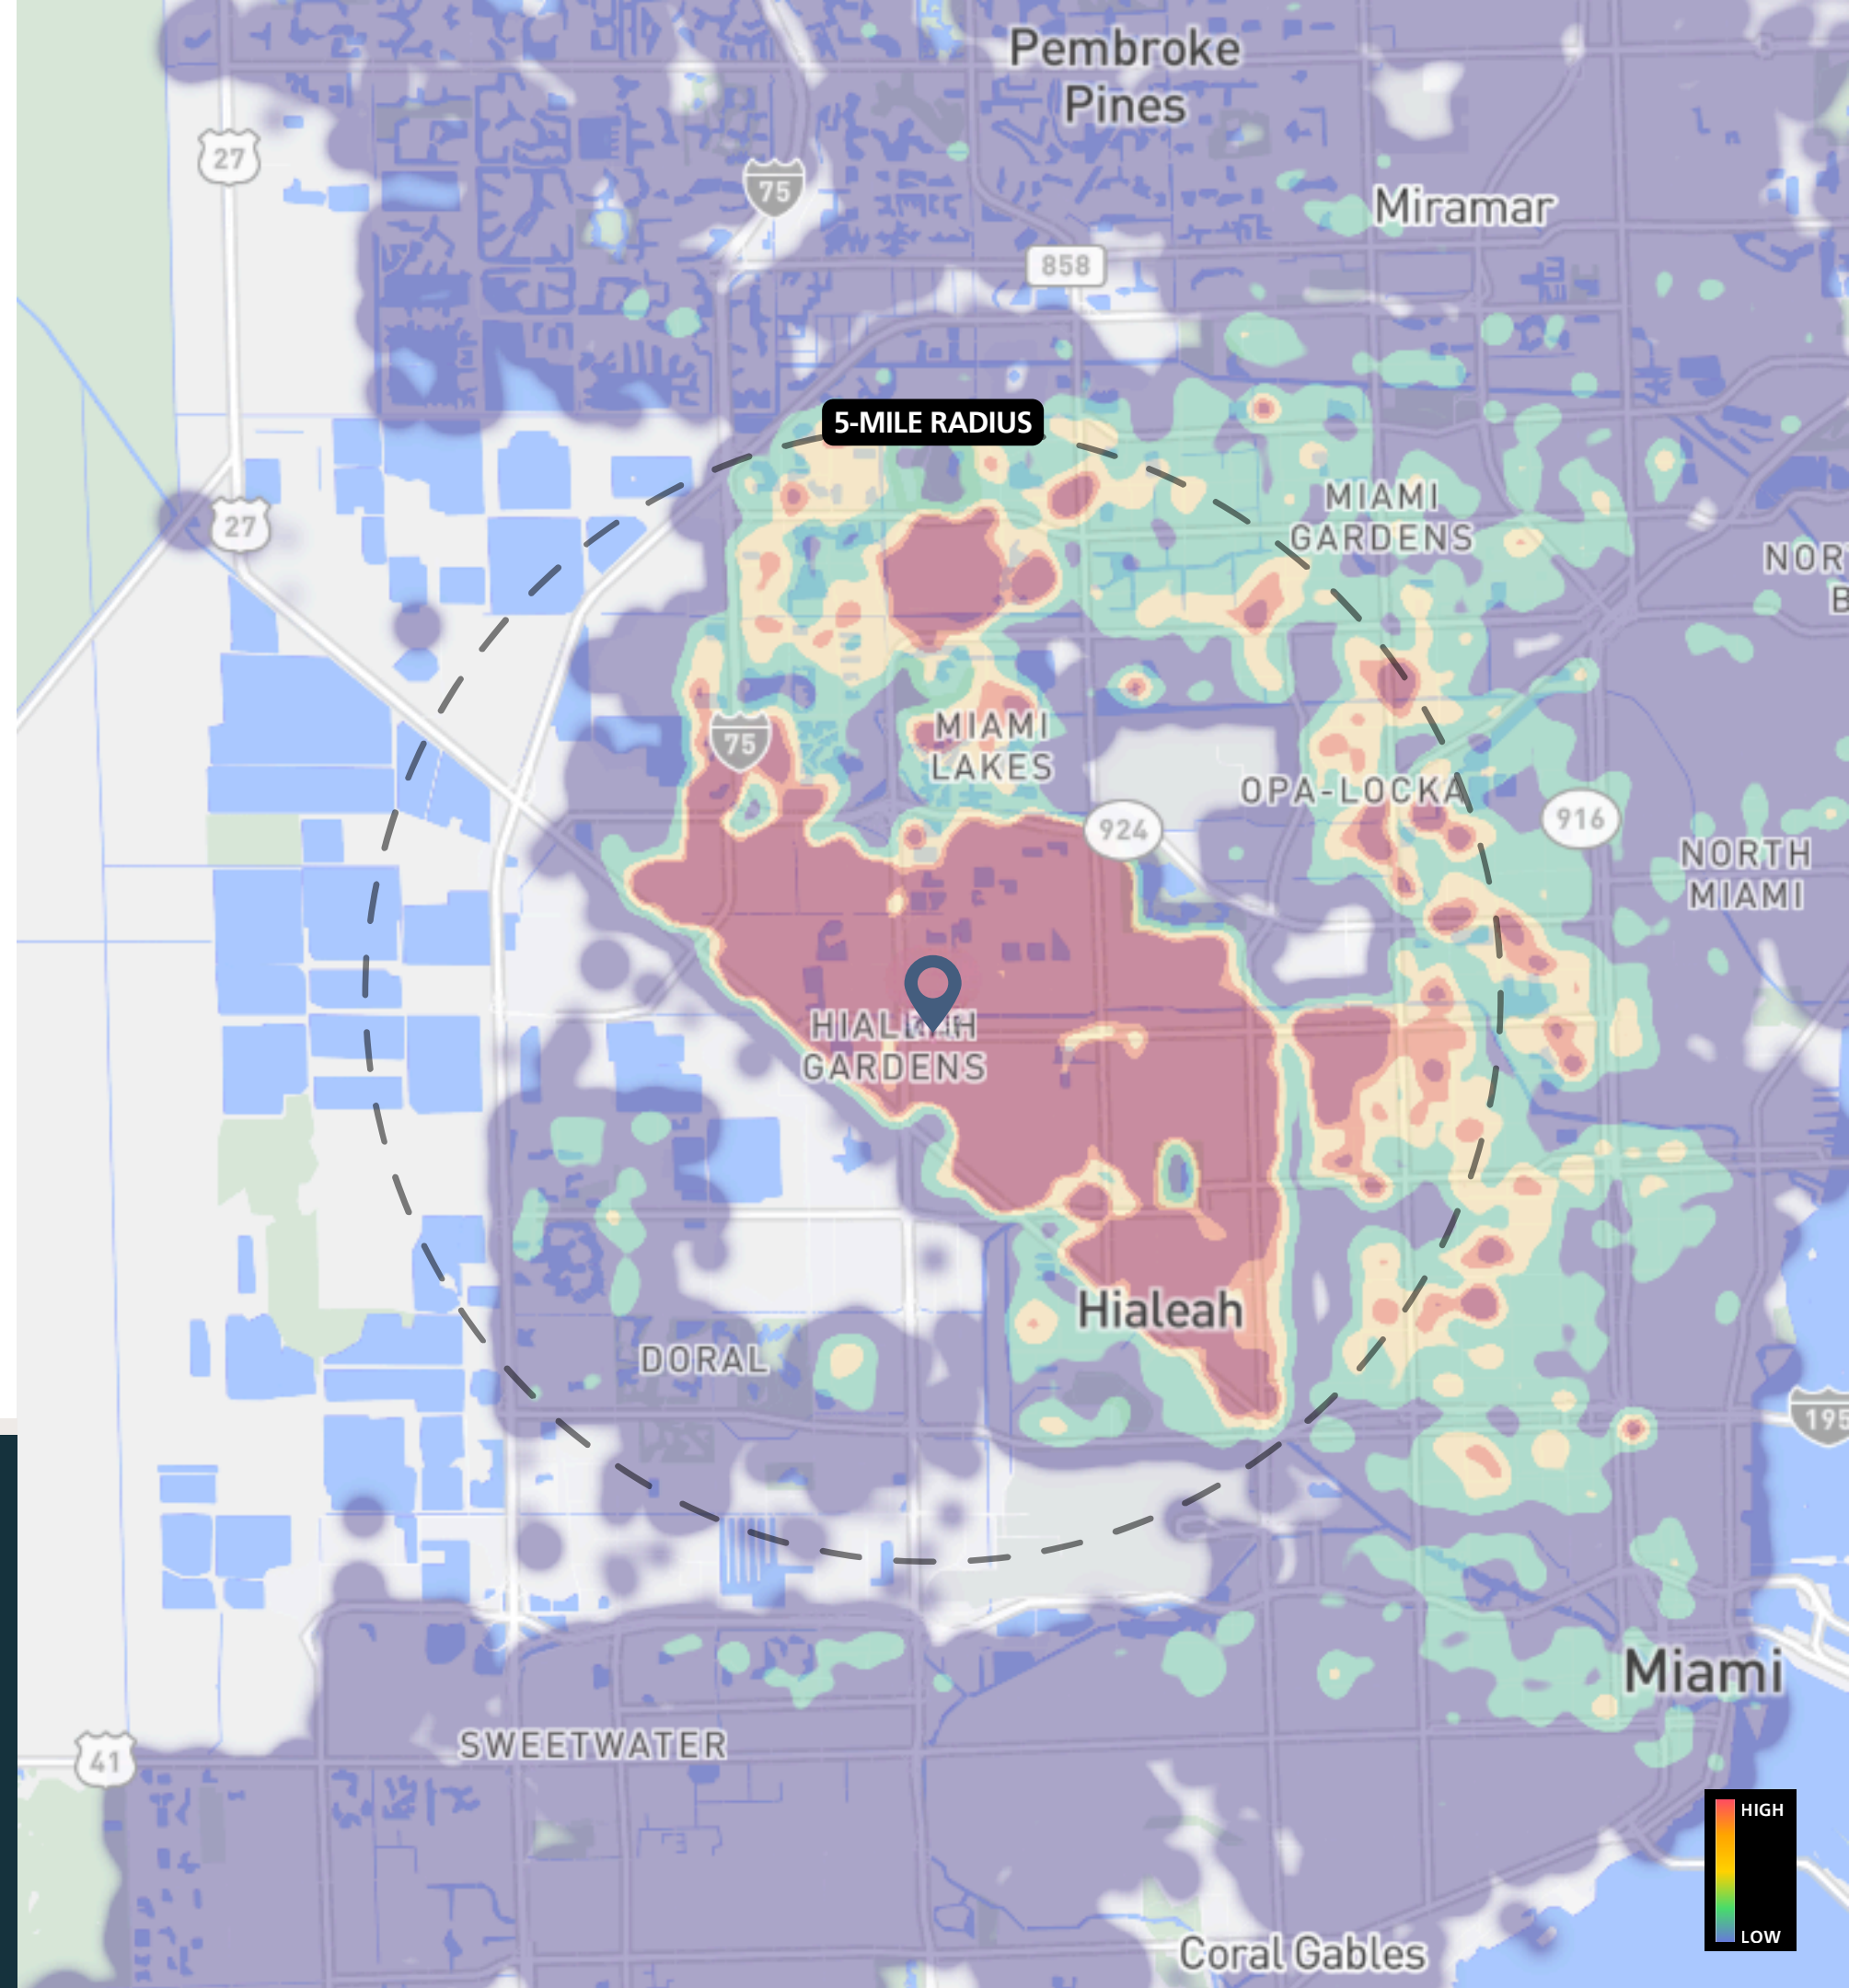 Pembroke
Pines
27
75
Miramar
858
5-MILE RADIUS
MIAMI
GARDENS
27
NOR
B
75
MIAMI
LAKES
OPA-LOCKA
924
916
NORTH
MIAMI
HIALEAH
GARDENS
Hialeah
DORAL
195
Miami
SWEETWATER
41
HIGH
LOW
Coral Gables